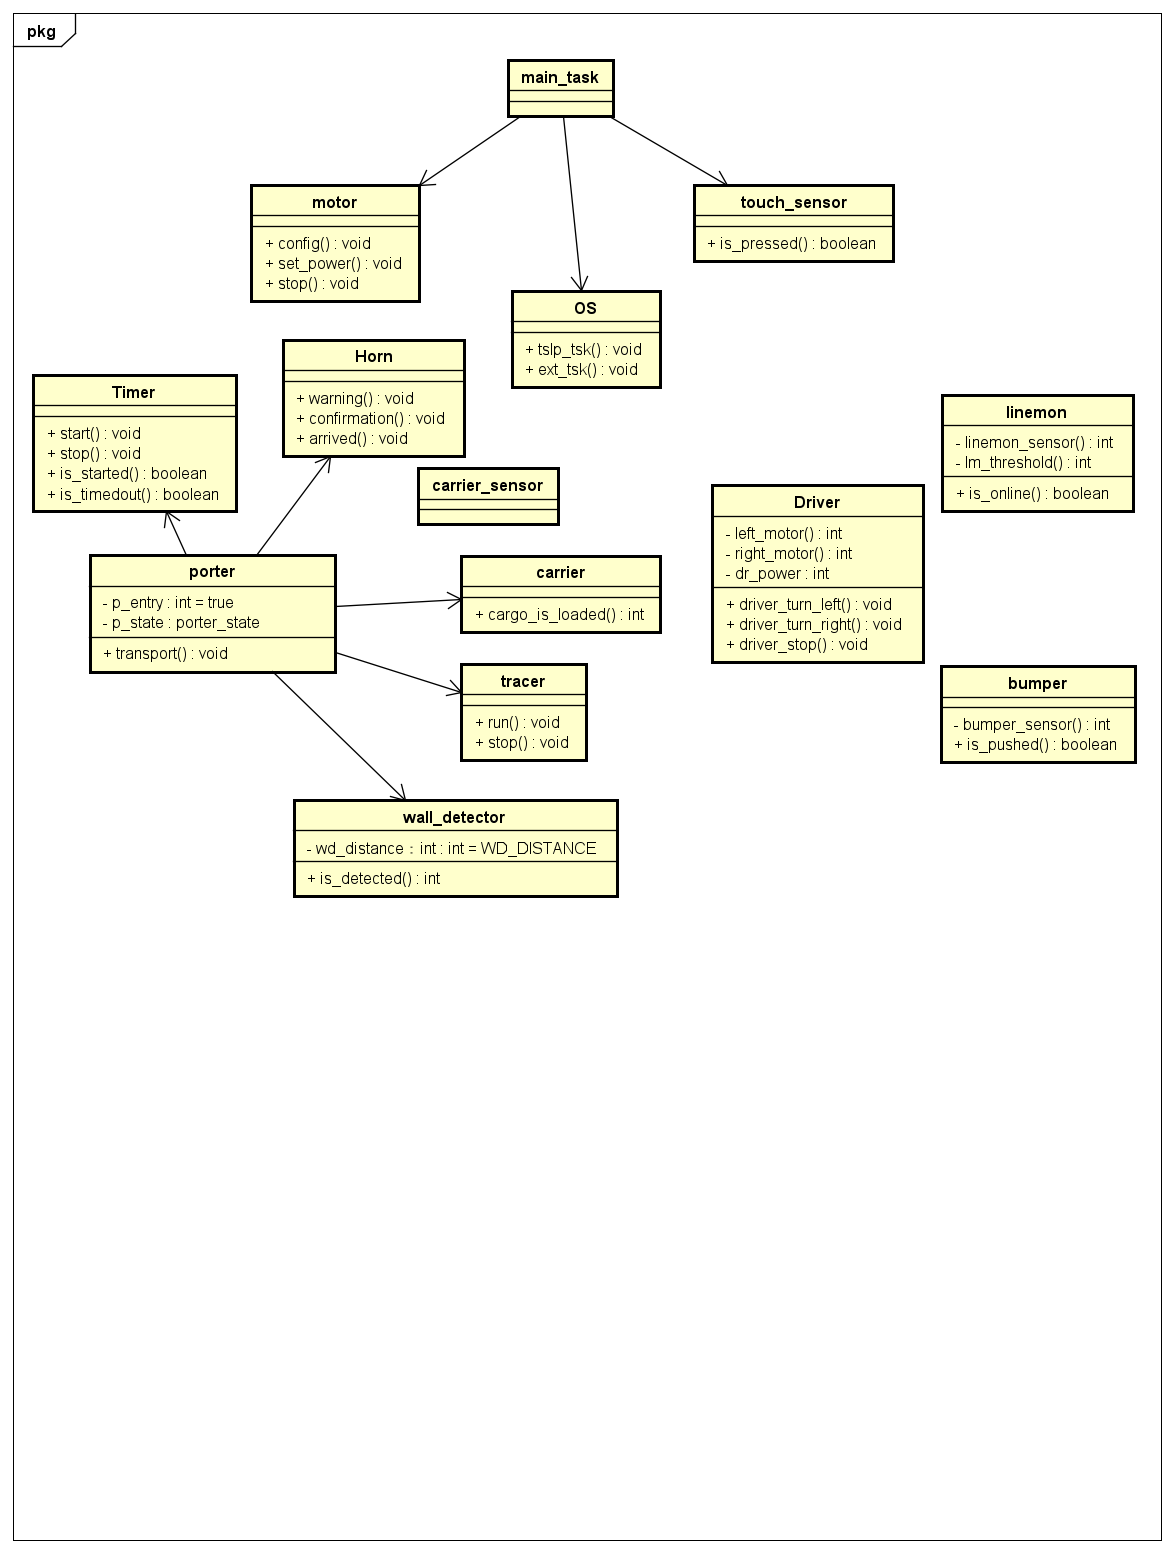 pkg
main_task
motor
+ config() : void
+ set_power() : void
+ stop() : void
touch_sensor
+ is_pressed() : boolean
OS
+ tslp_tsk() : void
+ ext_tsk() : void
Horn
+ warning() : void
+ confirmation() : void
+ arrived() : void
Timer
+ start() : void
+ stop() : void
+ is_started() : boolean
+ is_timedout() : boolean
linemon
- linemon_sensor() : int
- lm_threshold() : int
+ is_online() : boolean
carrier_sensor
Driver
- left_motor() : int
- right_motor() : int
- dr_power : int
+ driver_turn_left() : void
+ driver_turn_right() : void
+ driver_stop() : void
porter
- p_entry : int = true
- p_state : porter_state
+ transport() : void
carrier
+ cargo_is_loaded() : int
tracer
+ run() : void
+ stop() : void
bumper
- bumper_sensor() : int
+ is_pushed() : boolean
wall_detector
- wd_distance : int : int = WD_DISTANCE
+ is_detected() : int